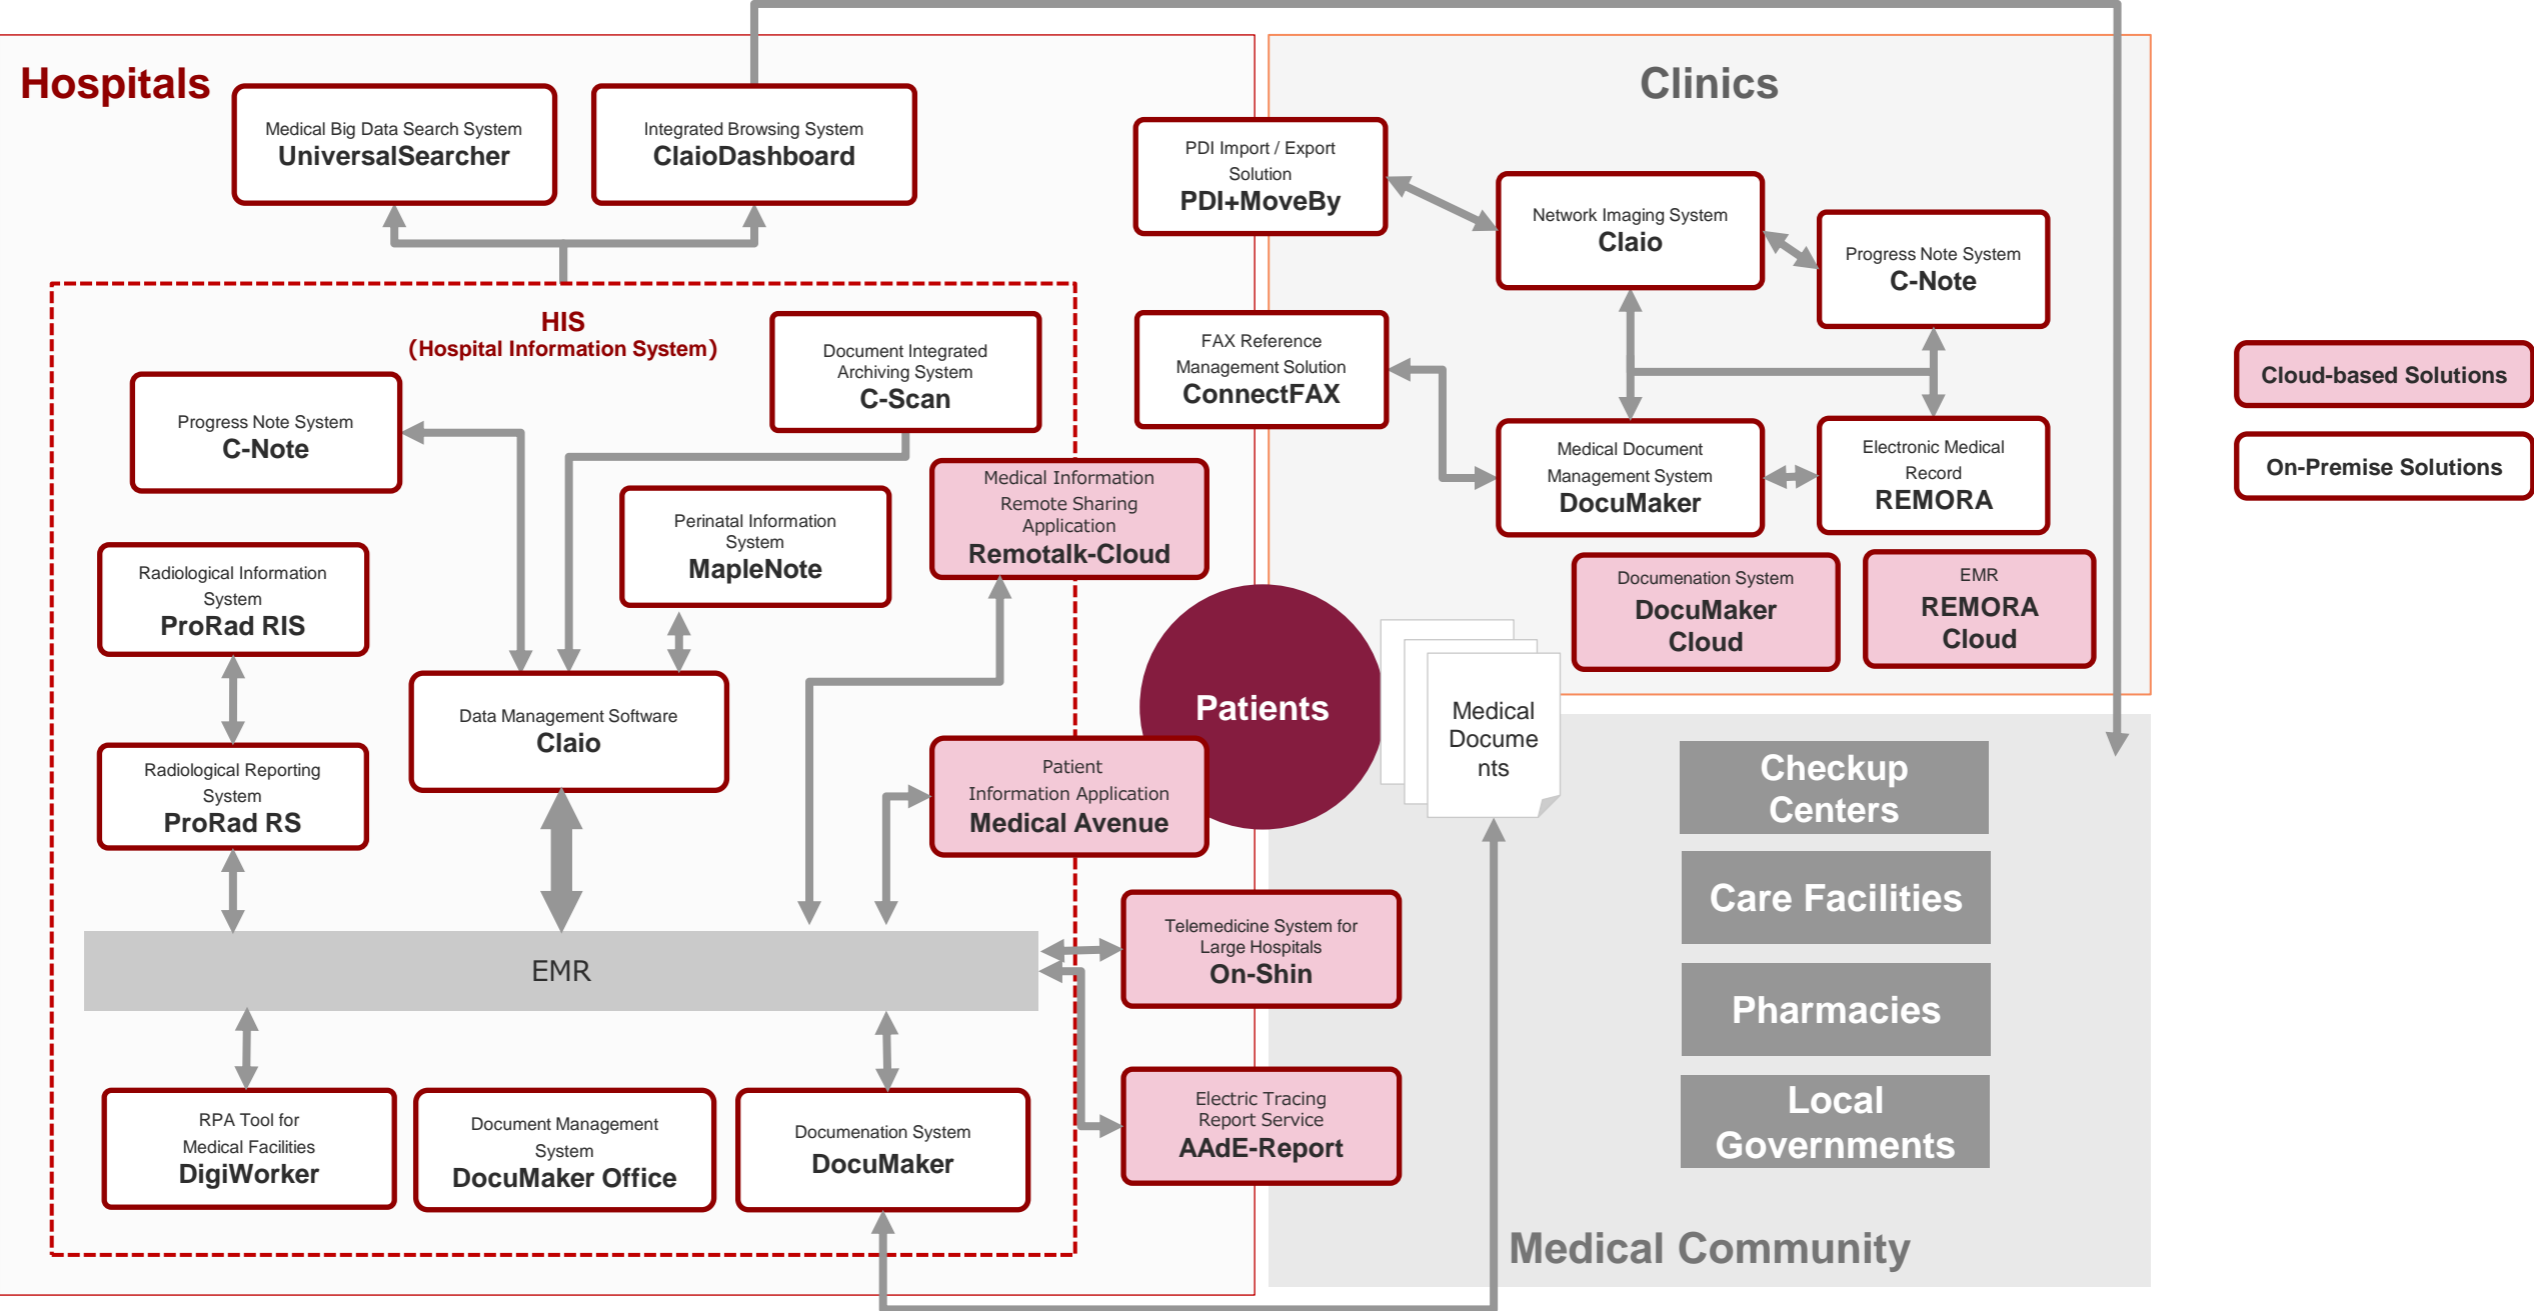 Hospitals
Medical Big Data Search System
UniversalSearcher
Integrated Browsing System
ClaioDashboard
HIS
（Hospital Information System）
Document Integrated
Archiving System
C-Scan
Progress Note System
C-Note
Perinatal Information
System
MapleNote
Medical Information
Remote Sharing
Application
Remotalk-Cloud
Radiological Information
System
ProRad RIS
Data Management Software
Claio
Radiological Reporting
System
ProRad RS
Patient
Information Application
Medical Avenue
EMR
Telemedicine System for
Large Hospitals
On-Shin
Electric Tracing
Report Service
AAdE-Report
RPA Tool for
Medical Facilities
DigiWorker
Document Management
System
DocuMaker Office
Documenation System
DocuMaker
Clinics
PDI Import / Export
Solution
PDI+MoveBy
Network Imaging System
Claio
Progress Note System
C-Note
FAX Reference
Management Solution
ConnectFAX
Medical Document
Management System
DocuMaker
Electronic Medical
Record
REMORA
Documenation System
DocuMaker
Cloud
EMR
REMORA
Cloud
Patients
Medical
Docume
nts
Checkup
Centers
Care Facilities
Pharmacies
Local
Governments
Medical Community
Cloud-based Solutions
On-Premise Solutions